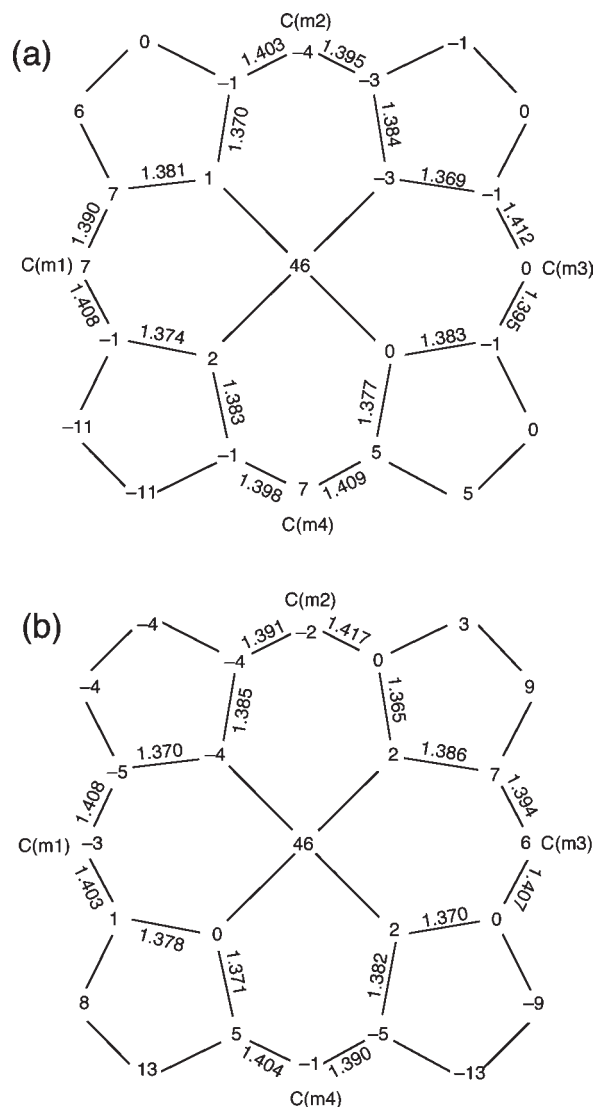 (a)
C(m2)
0 −1 1.403 −4 1.395 −3 −1
6 1.370 1.384 0
7 1.381 1 −3 1.369 −1
1.390 1.412
C(m1) 7 46 0 C(m3)
1.408 1.395
−1 1.374 2 0 1.383 −1
1.383 1.377
−11 −1 5 0
−11 1.398 7 1.409 5
C(m4)
(b)
C(m2)
−4 −4 1.391 −2 1.417 0 3
−4 1.385 1.365 9
−5 1.370 −4 2 1.386 7
1.408 1.394
C(m1) −3 46 6 C(m3)
1.403 1.407
1 1.378 0 2 1.370 0
1.371 1.382
8 5 −5 −9
13 1.404 −1 1.390 −13
C(m4)